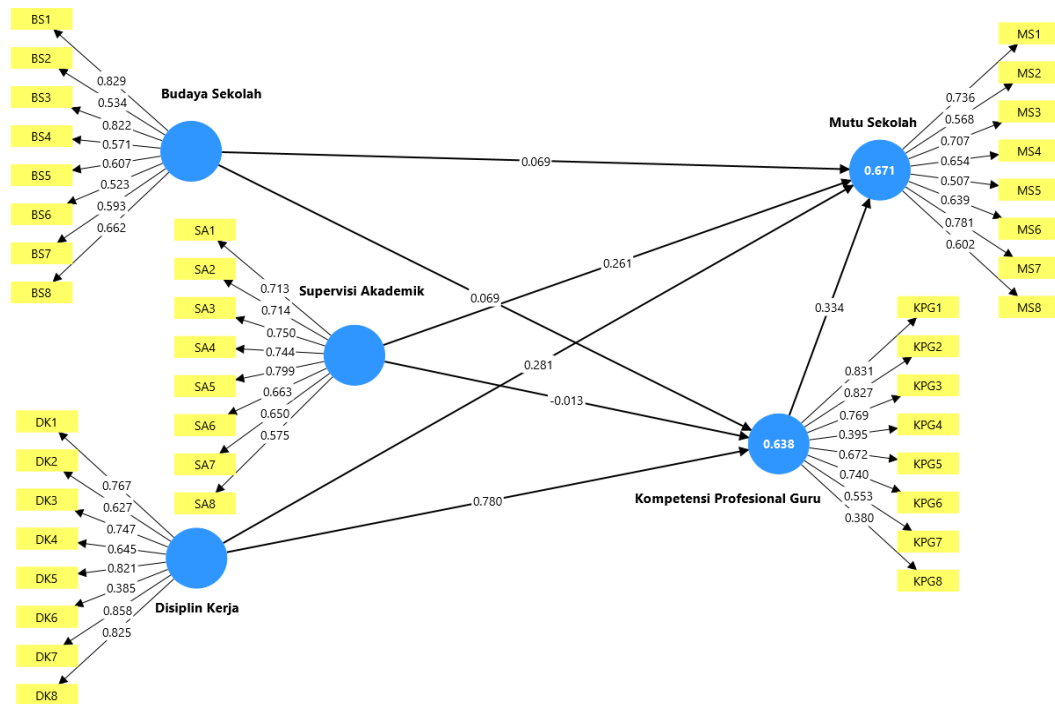 BS1
BS2
BS3
BS4
BS5
BS6
BS7
BS8
0.829
0.534
0.822
0.571
0.607
0.523
0.593
0.662
Budaya Sekolah
SA1
SA2
SA3
SA4
SA5
SA6
SA7
SA8
0.713
0.714
0.750
0.744
0.799
0.663
0.650
0.575
Supervisi Akademik
DK1
DK2
DK3
DK4
DK5
DK6
DK7
DK8
0.767
0.627
0.747
0.645
0.821
0.385
0.858
0.825
Disiplin Kerja
0.069
0.069
0.261
0.281
-0.013
0.780
0.334
Mutu Sekolah
0.671
0.736
0.568
0.707
0.654
0.507
0.639
0.781
0.602
MS1
MS2
MS3
MS4
MS5
MS6
MS7
MS8
Kompetensi Profesional Guru
0.638
0.831
0.827
0.769
0.395
0.672
0.740
0.553
0.380
KPG1
KPG2
KPG3
KPG4
KPG5
KPG6
KPG7
KPG8